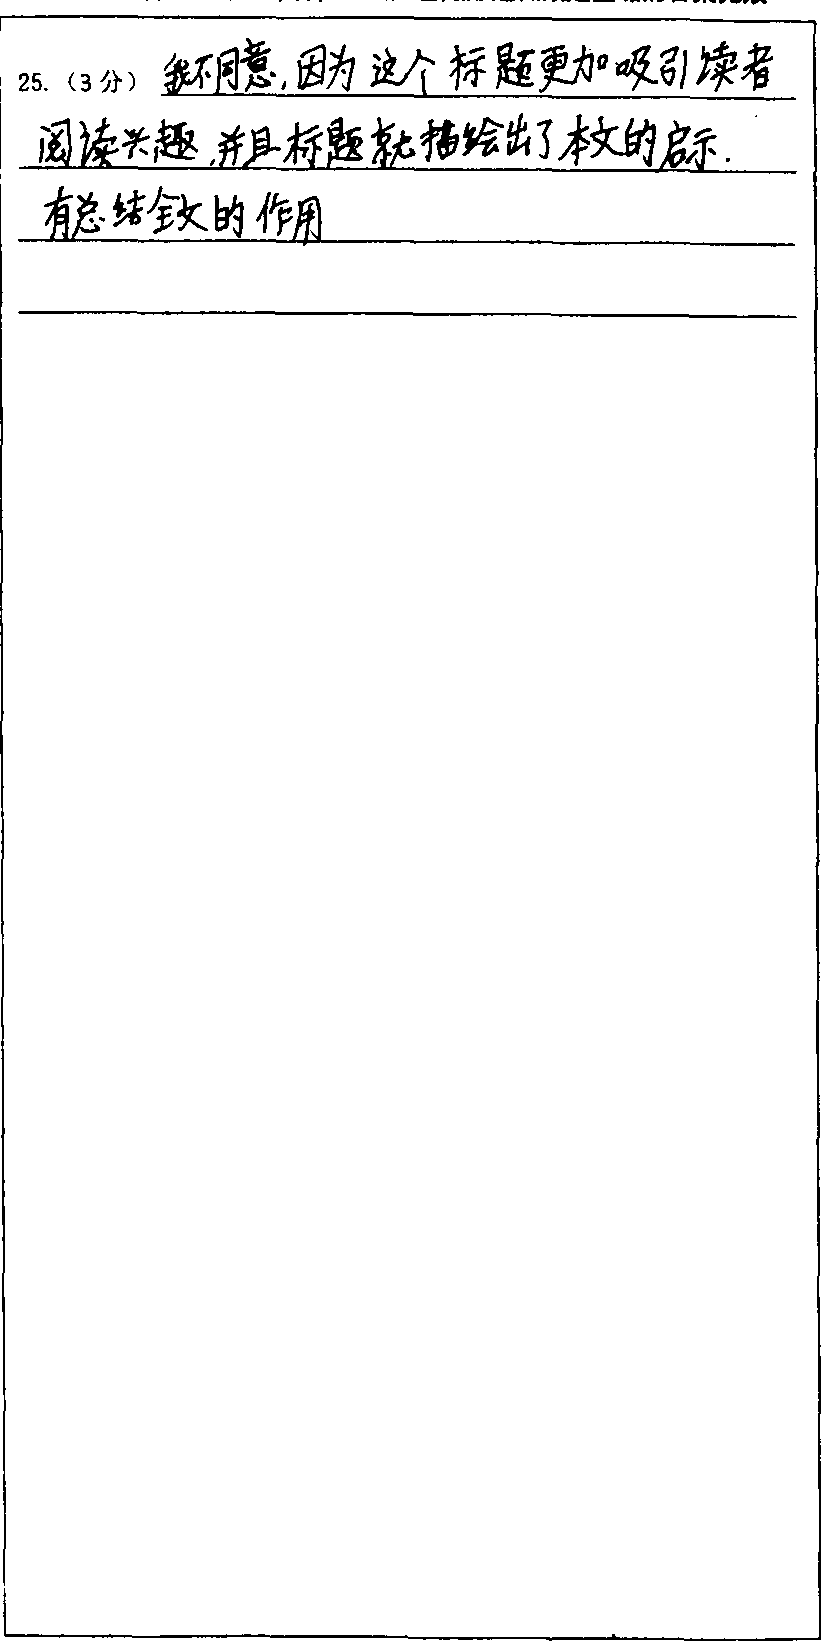 25.（3分）我不同意,因为这个标题更加吸引读者
阅读兴趣,并且标题就描绘出了本文的启示.
有总结全文的作用